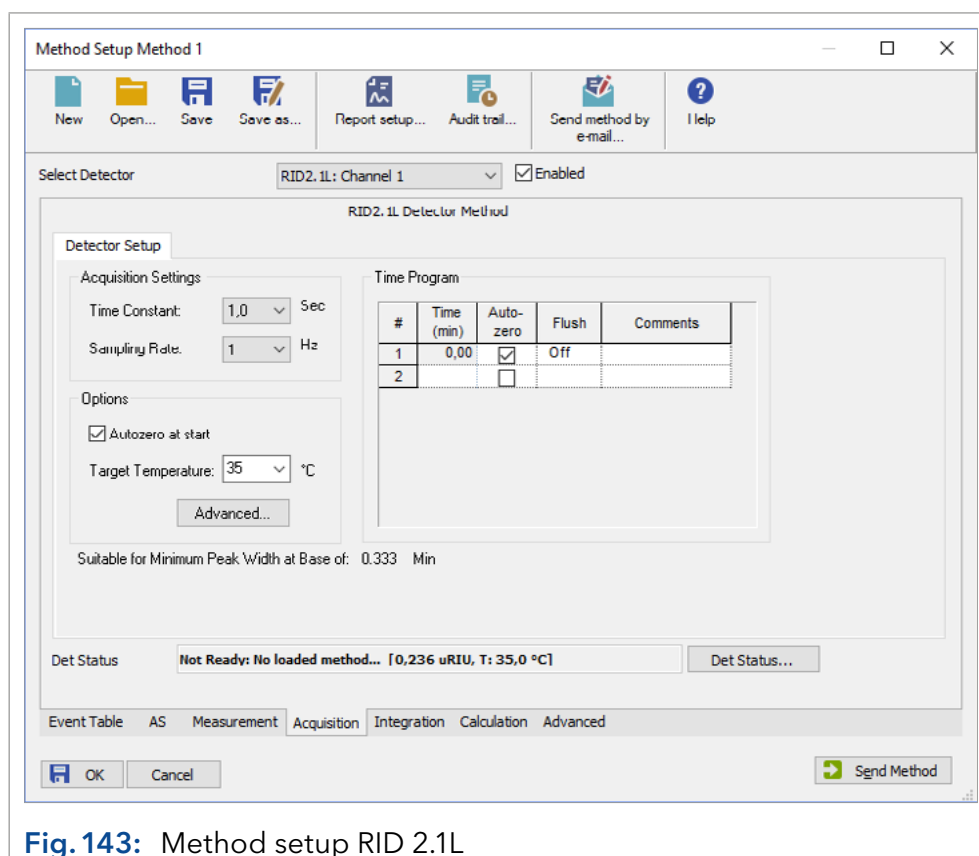 Method Setup Method 1
New Open... Save Save as... Report setup... Audit trail... Send method by e-mail... Help
Select Detector RID2.1L: Channel 1 Enabled
RID2.1L Detector Method
Detector Setup
Acquisition Settings
Time Constant: 1,0 Sec
Sampling Rate: 1 Hz
Options
Autozero at start
Target Temperature: 35 °C
Advanced...
Time Program
# Time (min) Auto-zero Flush Comments
1 0,00 Off
2
Suitable for Minimum Peak Width at Base of: 0.333 Min
Det Status Not Ready: No loaded method... [0,236 uRIU, T: 35,0 °C] Det Status...
Event Table AS Measurement Acquisition Integration Calculation Advanced
OK Cancel Send Method
Fig. 143: Method setup RID 2.1L